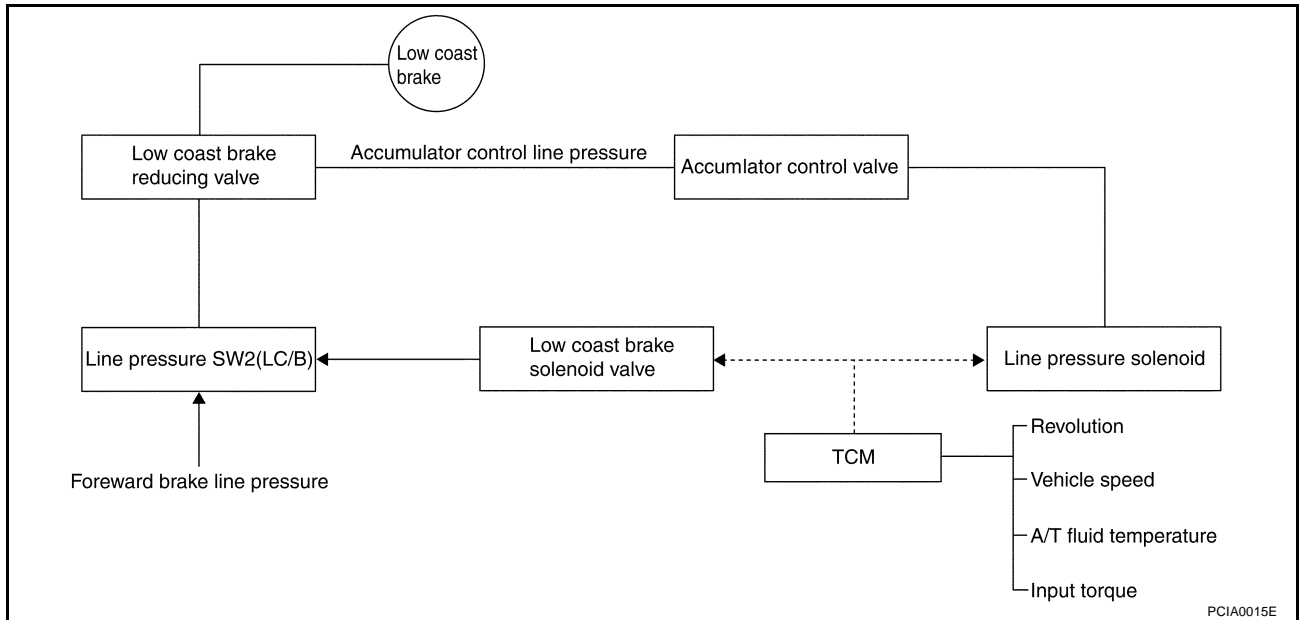 Low coast
brake
Low coast brake
reducing valve
Accumulator control line pressure
Accumlator control valve
Line pressure SW2(LC/B)
Low coast brake
solenoid valve
Line pressure solenoid
Foreward brake line pressure
TCM
Revolution
Vehicle speed
A/T fluid temperature
Input torque
PCIA0015E